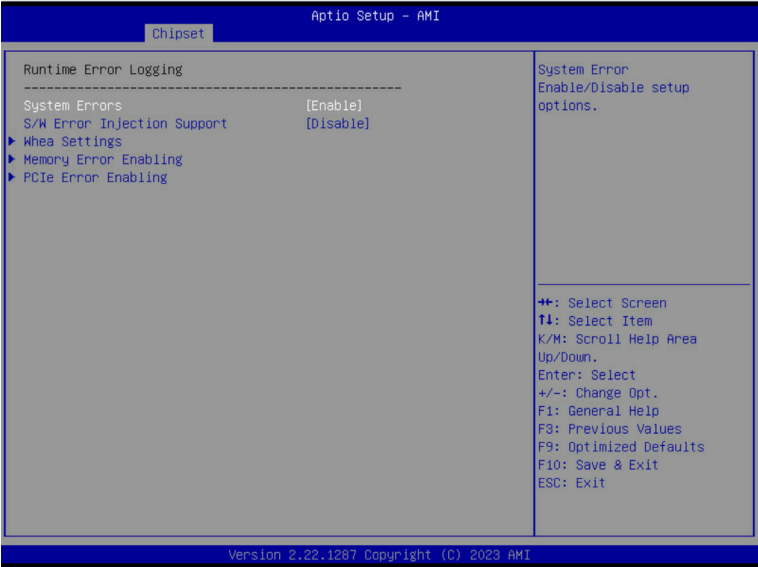 Aptio Setup - AMI
Chipset
Runtime Error Logging
--------------------------------------------------
System Errors [Enable]
S/W Error Injection Support [Disable]
Whea Settings
Memory Error Enabling
PCIe Error Enabling
System Error
Enable/Disable setup
options.
→←: Select Screen
↑↓: Select Item
K/M: Scroll Help Area
Up/Down.
Enter: Select
+/-: Change Opt.
F1: General Help
F3: Previous Values
F9: Optimized Defaults
F10: Save & Exit
ESC: Exit
Version 2.22.1287 Copyright (C) 2023 AMI